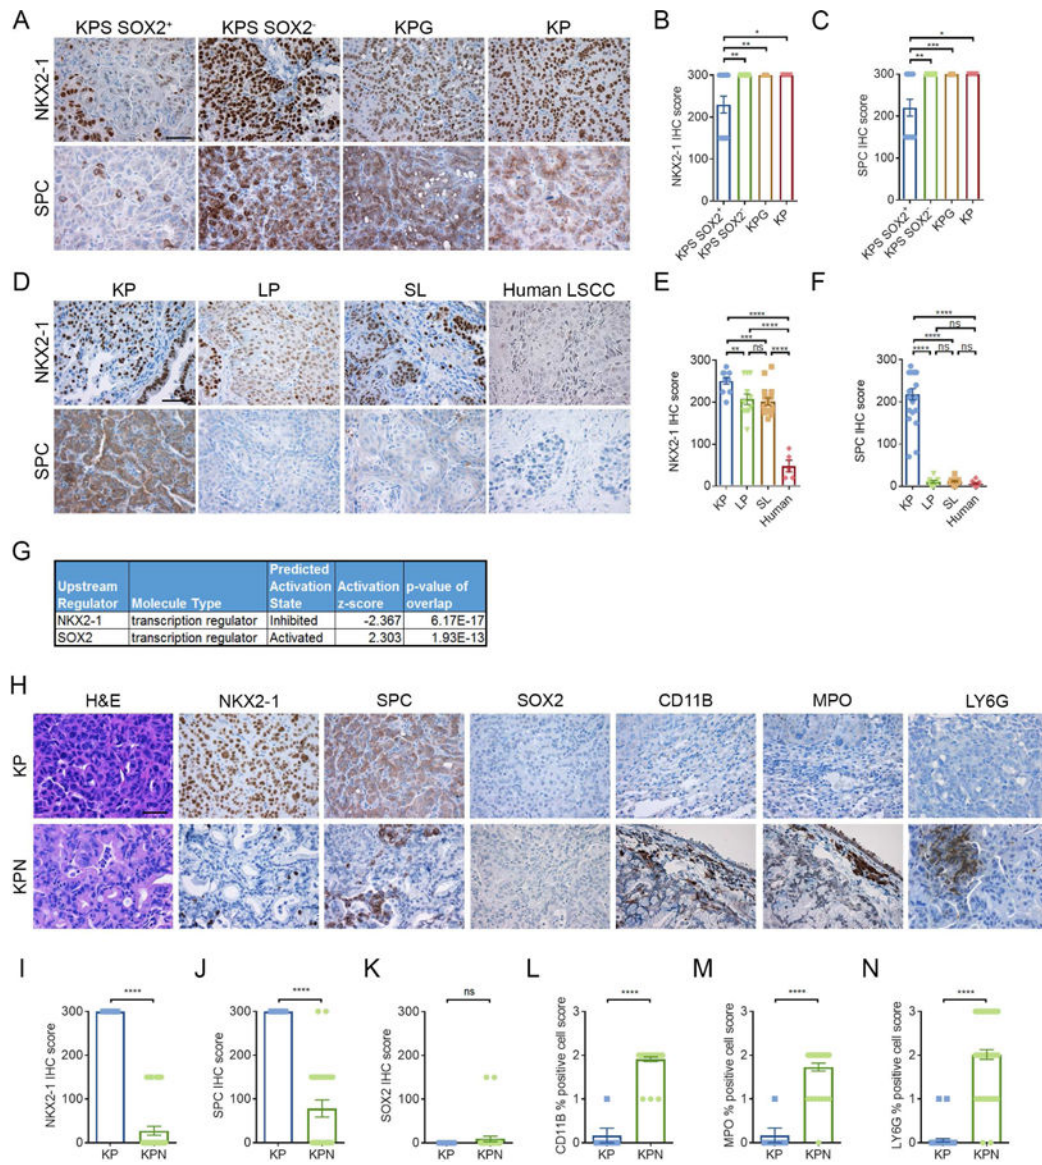 A
KPS SOX2+ KPS SOX2- KPG KP
NKX2-1
SPC
B
** ** *
NKX2-1 IHC score
300
200
100
0
KPS SOX2+ KPS SOX2- KPG KP
C
** *** *
SPC IHC score
300
200
100
0
KPS SOX2+ KPS SOX2- KPG KP
D
KP LP SL Human LSCC
NKX2-1
SPC
E
****
****
***
** ns ****
NKX2-1 IHC score
300
200
100
0
KP LP SL Human
F
****
ns
****
**** ns ns
SPC IHC score
300
200
100
0
KP LP SL Human
G
Upstream Regulator Molecule Type Predicted Activation State Activation z-score p-value of overlap
NKX2-1 transcription regulator Inhibited -2.367 6.17E-17
SOX2 transcription regulator Activated 2.303 1.93E-13
H
H&E NKX2-1 SPC SOX2 CD11B MPO LY6G
KP
KPN
I
****
NKX2-1 IHC score
300
200
100
0
KP KPN
J
****
SPC IHC score
300
200
100
0
KP KPN
K
ns
SOX2 IHC score
300
200
100
0
KP KPN
L
****
CD11B % positive cell score
3
2
1
0
KP KPN
M
****
MPO % positive cell score
3
2
1
0
KP KPN
N
****
LY6G % positive cell score
3
2
1
0
KP KPN